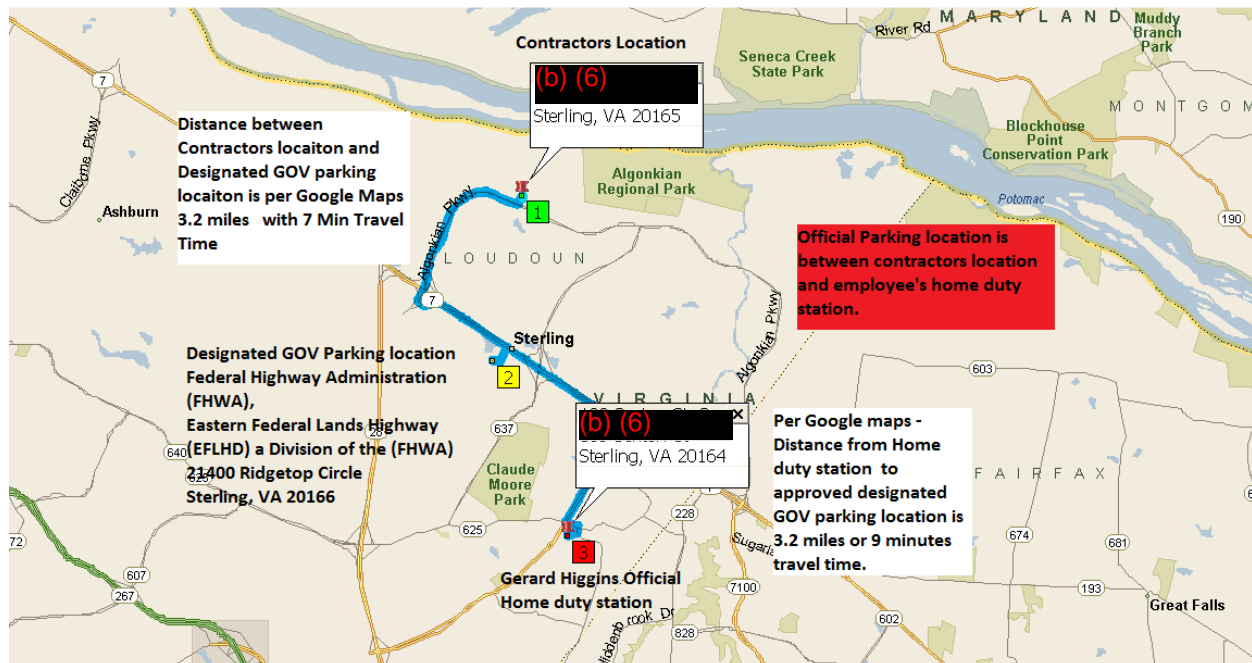 MARYLAND
Muddy
Branch
Park
River Rd
Contractors Location
Seneca Creek
State Park
7
(b) (6)
Sterling, VA 20165
MONTGOM
Claiborne Pkwy
Distance between
Contractors locaiton and
Designated GOV parking
locaiton is per Google Maps
3.2 miles with 7 Min Travel
Time
Blockhouse
Point
Conservation Park
Algonkian
Regional Park
Potomac
190
Ashburn
1
Algonkian Pkwy
LOUDOUN
Official Parking location is
between contractors location
and employee's home duty
station.
7
Sterling
Algonkian Pkwy
Designated GOV Parking location
Federal Highway Administration
(FHWA),
Eastern Federal Lands Highway
(EFLHD) a Division of the (FHWA)
21400 Ridgetop Circle
Sterling, VA 20166
2
603
VIRGINIA
(b) (6)
Sterling, VA 20164
Per Google maps -
Distance from Home
duty station to
approved designated
GOV parking location is
3.2 miles or 9 minutes
travel time.
637
28
640
FAIRFAX
Claude
Moore
Park
625
228
674
681
72
3
607
267
Gerard Higgins Official
Home duty station
7100
193
Great Falls
602
828